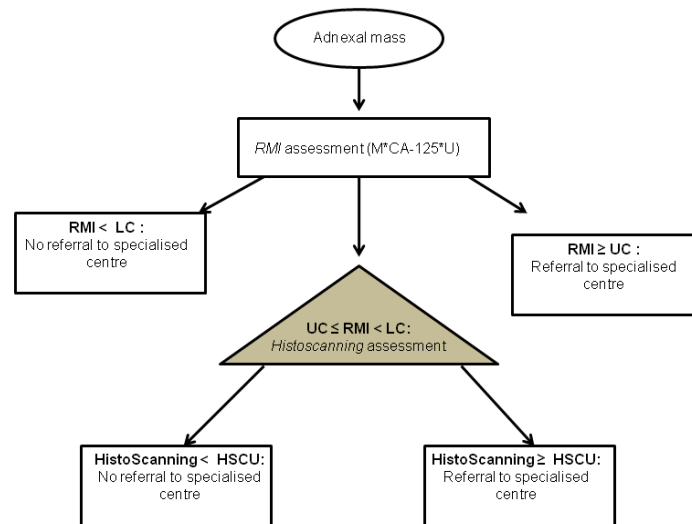 Adnexal mass
RMI assessment (M*CA-125*U)
RMI < LC :
No referral to specialised
centre
RMI ≥ UC :
Referral to specialised
centre
UC ≤ RMI < LC:
Histoscanning assessment
HistoScanning < HSCU:
No referral to specialised
centre
HistoScanning ≥ HSCU:
Referral to specialised
centre